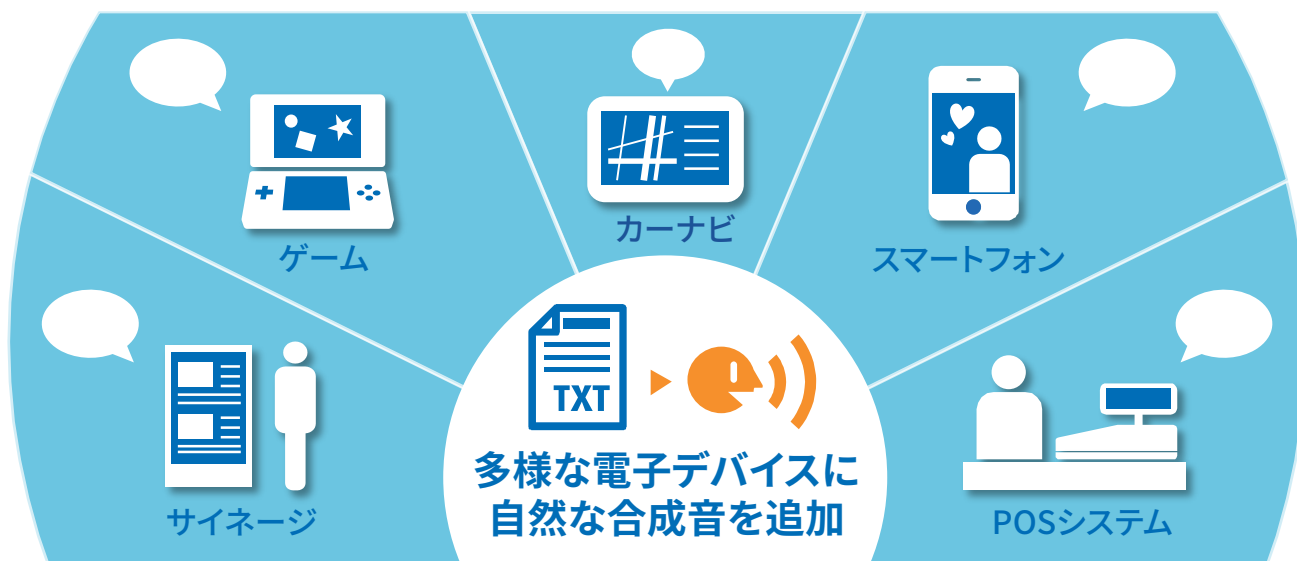 ゲーム
カーナビ
スマートフォン
サイネージ
TXT
多様な電子デバイスに
自然な合成音を追加
POSシステム